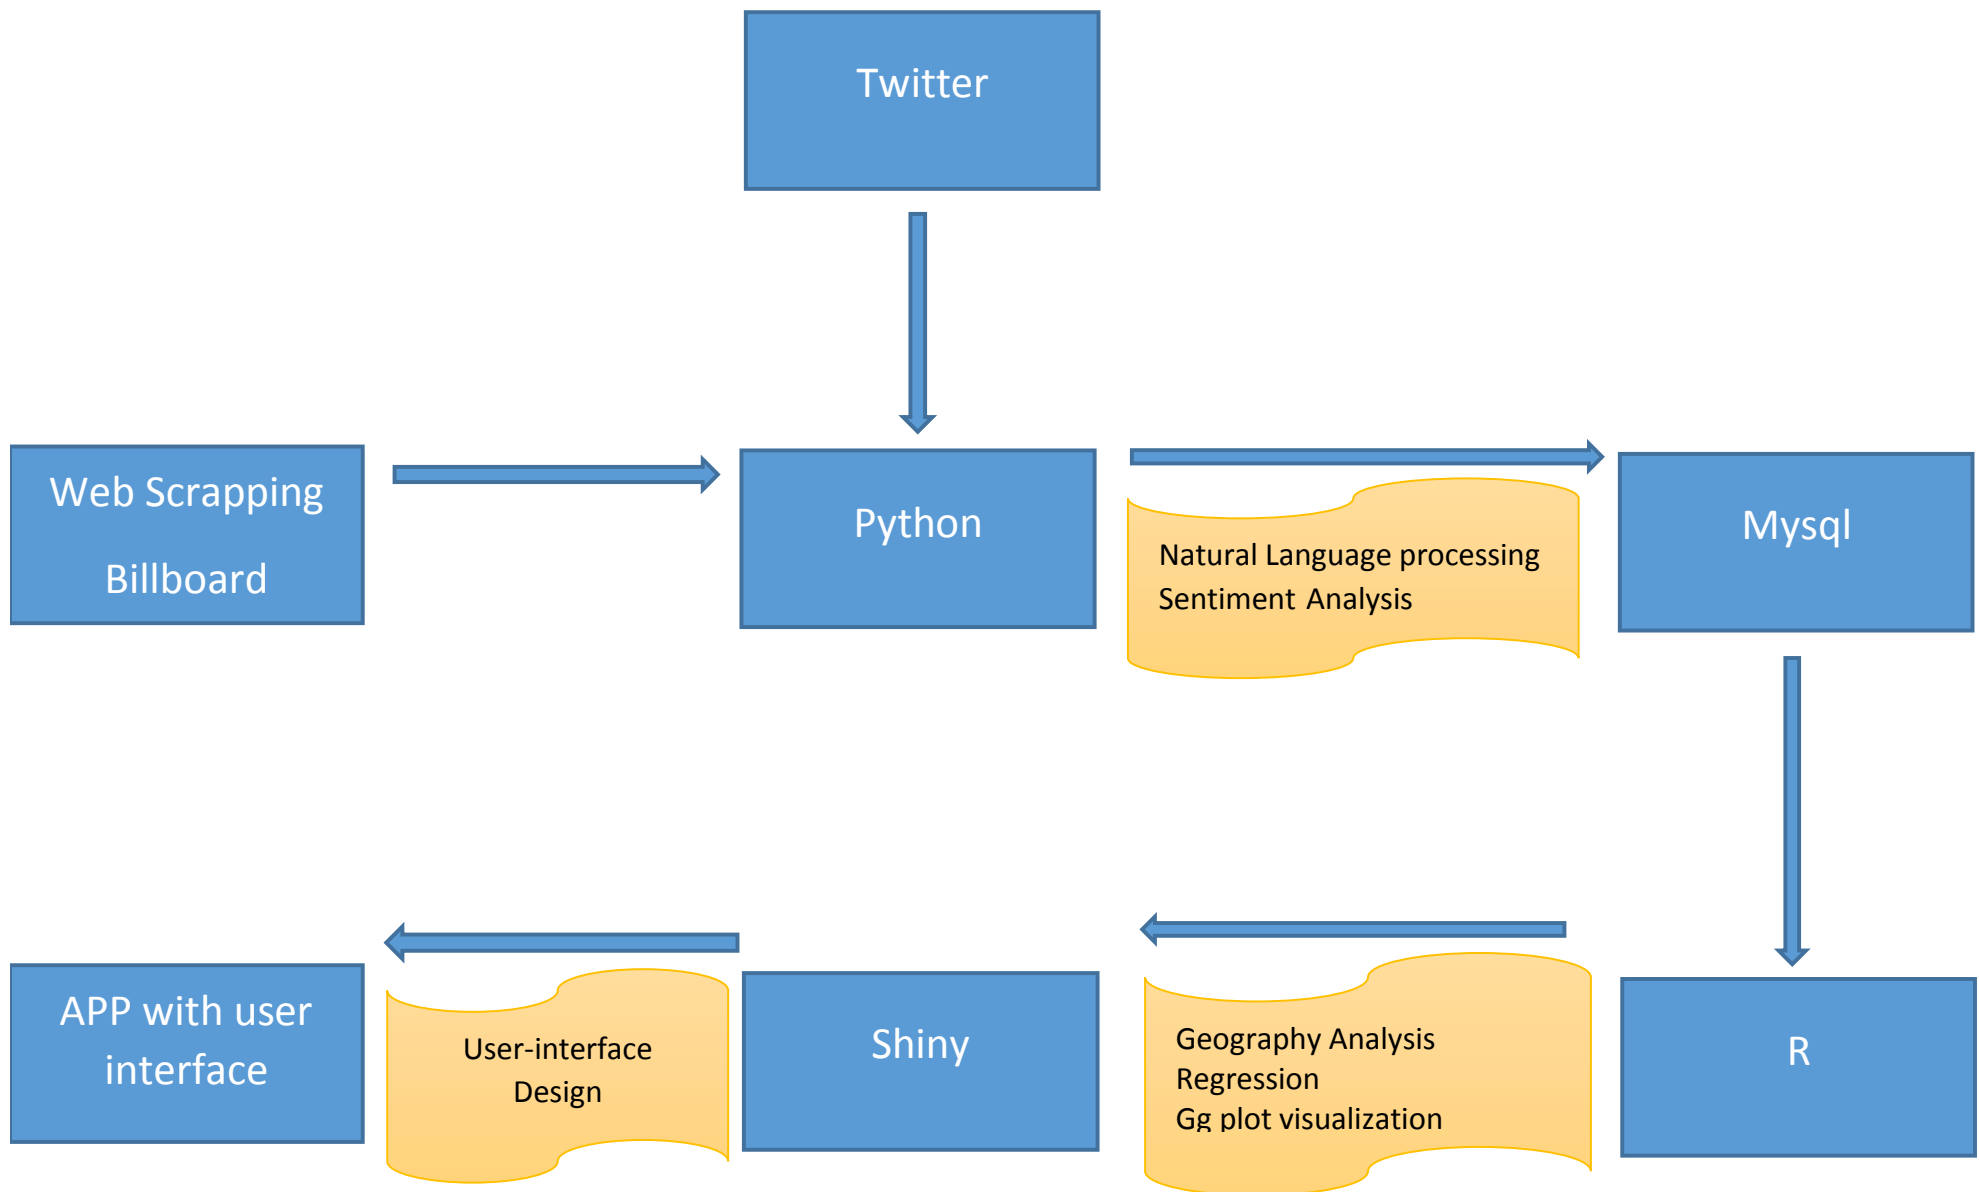 Twitter
Web Scrapping
Billboard
Python
Natural Language processing
Sentiment Analysis
Mysql
APP with user
interface
User-interface
Design
Shiny
Geography Analysis
Regression
Gg plot visualization
R